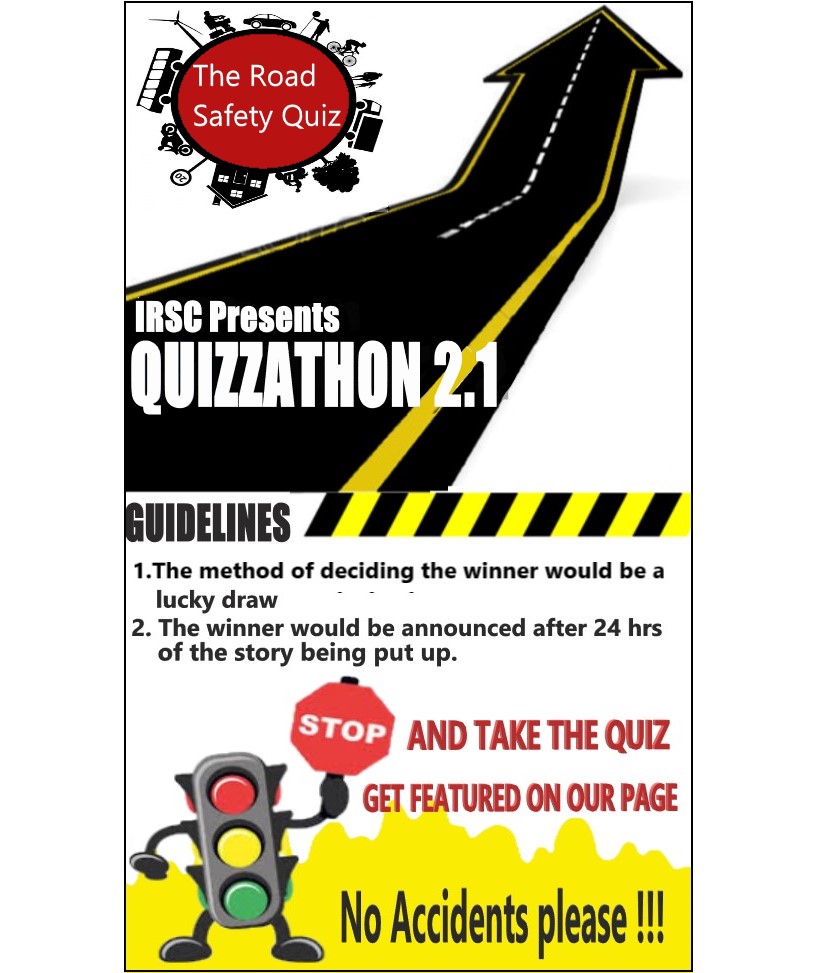 The Road
Safety Quiz
IRSC Presents
QUIZZATHON 2.1
GUIDELINES
1.The method of deciding the winner would be a
lucky draw
2. The winner would be announced after 24 hrs
of the story being put up.
STOP
AND TAKE THE QUIZ
GET FEATURED ON OUR PAGE
No Accidents please !!!